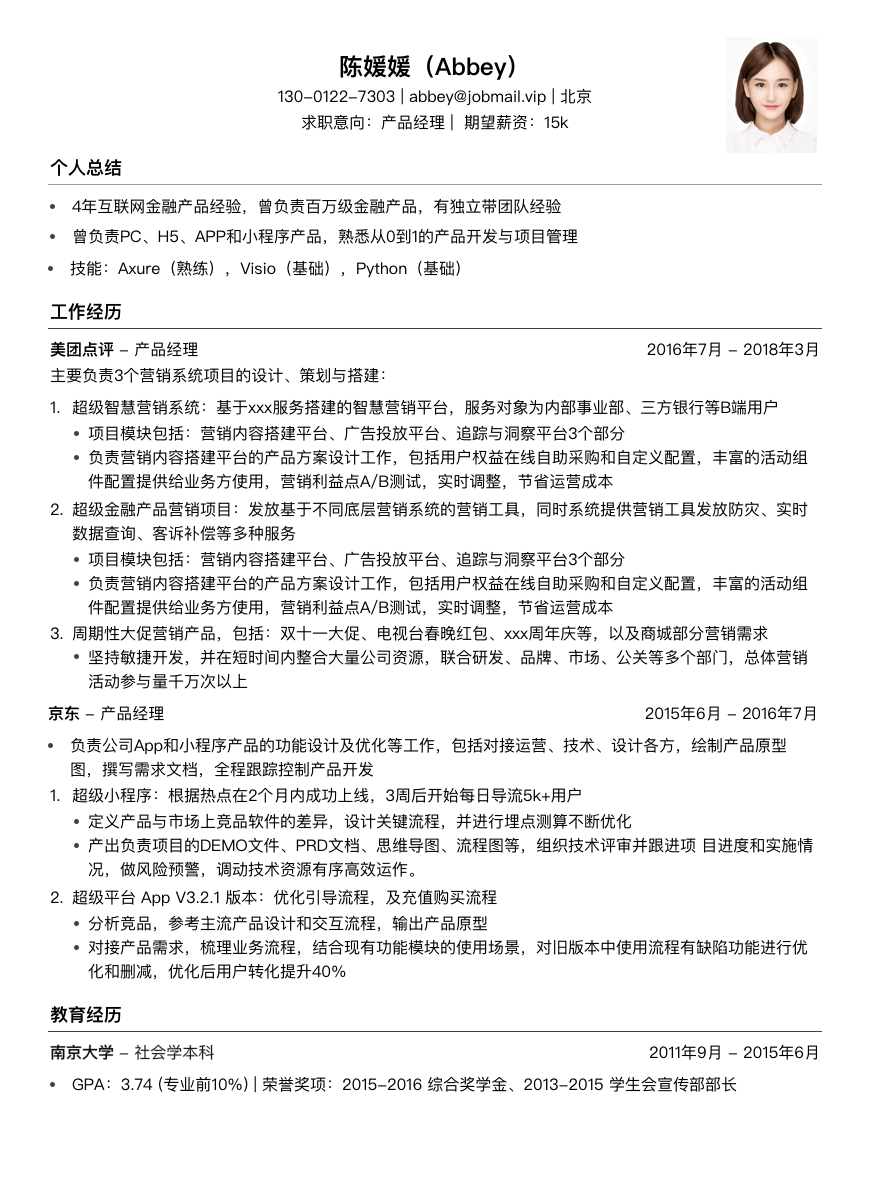 陈媛媛（Abbey）
130-0122-7303 | abbey@jobmail.vip | 北京
求职意向：产品经理 | 期望薪资：15k
个人总结
• 4年互联网金融产品经验，曾负责百万级金融产品，有独立带团队经验
• 曾负责PC、H5、APP和小程序产品，熟悉从0到1的产品开发与项目管理
• 技能：Axure（熟练），Visio（基础），Python（基础）
工作经历
美团点评 – 产品经理 2016年7月 – 2018年3月
主要负责3个营销系统项目的设计、策划与搭建：
1. 超级智慧营销系统：基于xxx服务搭建的智慧营销平台，服务对象为内部事业部、三方银行等B端用户
• 项目模块包括：营销内容搭建平台、广告投放平台、追踪与洞察平台3个部分
• 负责营销内容搭建平台的产品方案设计工作，包括用户权益在线自助采购和自定义配置，丰富的活动组
件配置提供给业务方使用，营销利益点A/B测试，实时调整，节省运营成本
2. 超级金融产品营销项目：发放基于不同底层营销系统的营销工具，同时系统提供营销工具发放防灾、实时
数据查询、客诉补偿等多种服务
• 项目模块包括：营销内容搭建平台、广告投放平台、追踪与洞察平台3个部分
• 负责营销内容搭建平台的产品方案设计工作，包括用户权益在线自助采购和自定义配置，丰富的活动组
件配置提供给业务方使用，营销利益点A/B测试，实时调整，节省运营成本
3. 周期性大促营销产品，包括：双十一大促、电视台春晚红包、xxx周年庆等，以及商城部分营销需求
• 坚持敏捷开发，并在短时间内整合大量公司资源，联合研发、品牌、市场、公关等多个部门，总体营销
活动参与量千万次以上
京东 – 产品经理 2015年6月 – 2016年7月
• 负责公司App和小程序产品的功能设计及优化等工作，包括对接运营、技术、设计各方，绘制产品原型
图，撰写需求文档，全程跟踪控制产品开发
1. 超级小程序：根据热点在2个月内成功上线，3周后开始每日导流5k+用户
• 定义产品与市场上竞品软件的差异，设计关键流程，并进行埋点测算不断优化
• 产出负责项目的DEMO文件、PRD文档、思维导图、流程图等，组织技术评审并跟进项 目进度和实施情
况，做风险预警，调动技术资源有序高效运作。
2. 超级平台 App V3.2.1 版本：优化引导流程，及充值购买流程
• 分析竞品，参考主流产品设计和交互流程，输出产品原型
• 对接产品需求，梳理业务流程，结合现有功能模块的使用场景，对旧版本中使用流程有缺陷功能进行优
化和删减，优化后用户转化提升40%
教育经历
南京大学 – 社会学本科 2011年9月 – 2015年6月
• GPA：3.74 (专业前10%) | 荣誉奖项：2015-2016 综合奖学金、2013-2015 学生会宣传部部长